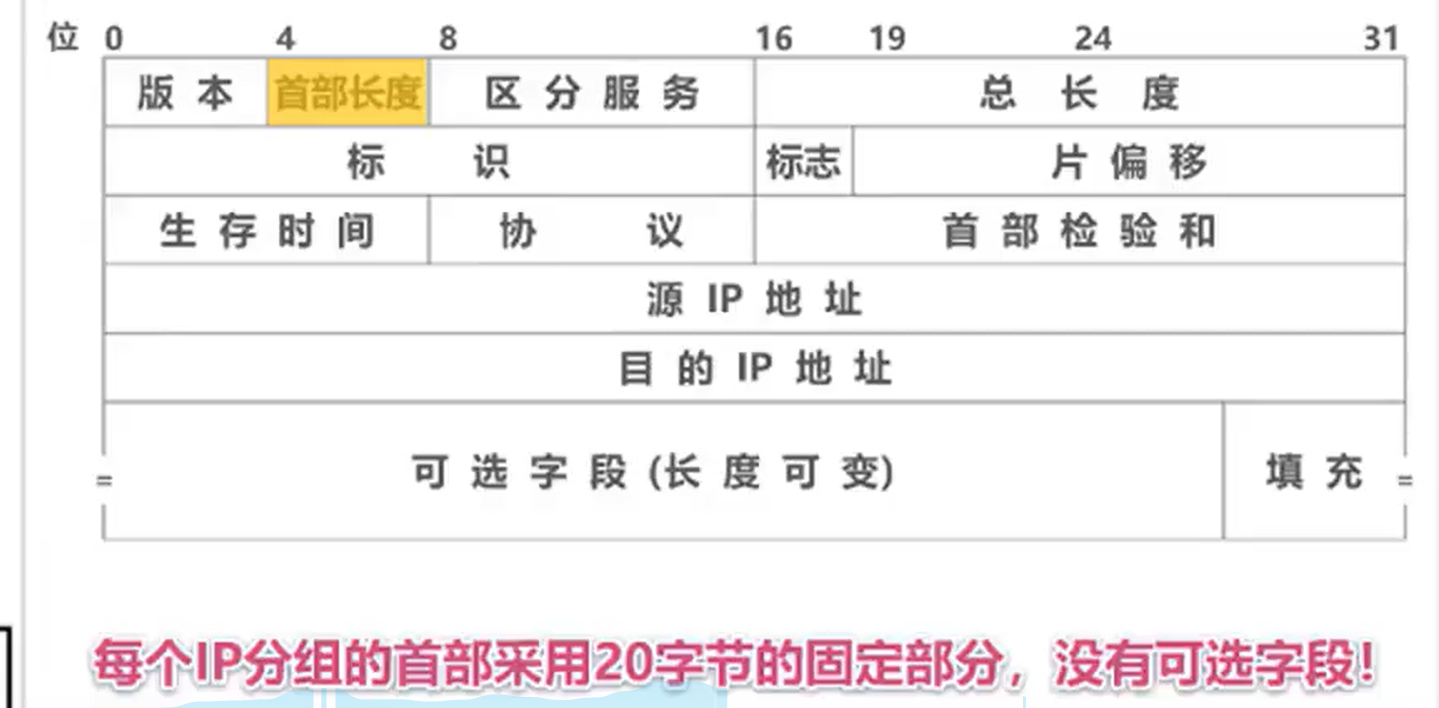 位 0 4 8 16 19 24 31
版本 首部长度 区分服务 总长度
标识 标志 片偏移
生存时间 协议 首部检验和
源 IP 地址
目的 IP 地址
可选字段 (长度可变) 填充
每个IP分组的首部采用20字节的固定部分，没有可选字段!